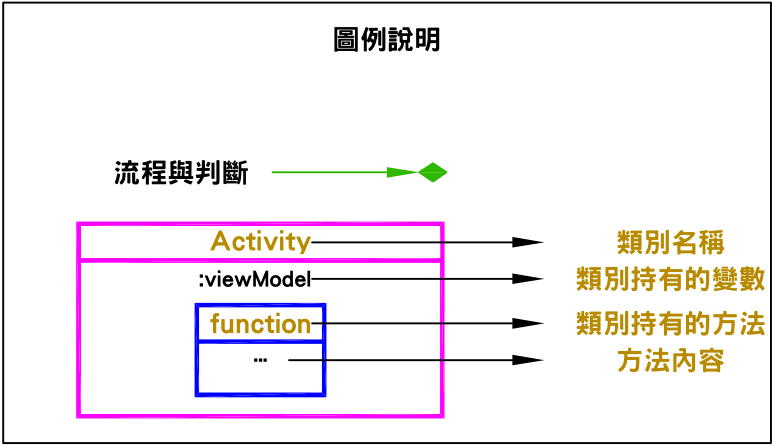 圖例說明
流程與判斷
Activity 類別名稱
:viewModel 類別持有的變數
function 類別持有的方法
... 方法內容